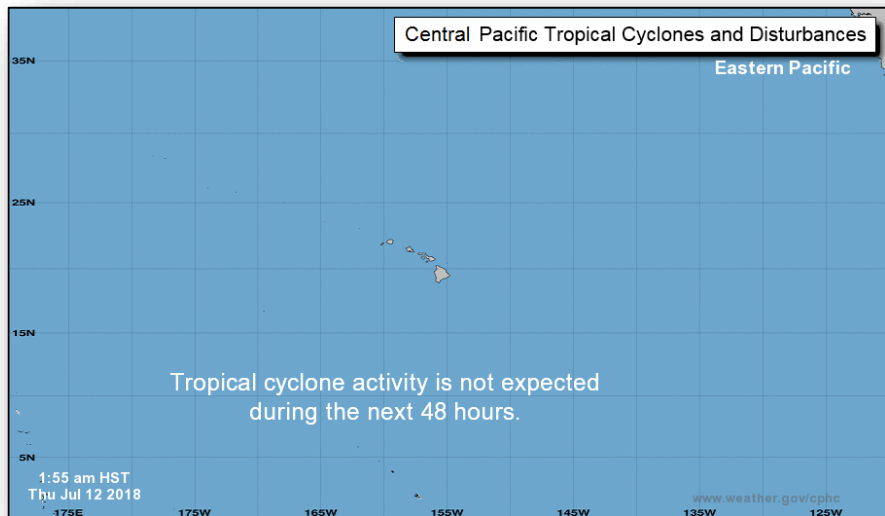 Central Pacific Tropical Cyclones and Disturbances
35N
Eastern Pacific
25N
15N
Tropical cyclone activity is not expected
during the next 48 hours.
5N
1:55 am HST
Thu Jul 12 2018
www.weather.gov/cphc
175E 175W 165W 155W 145W 135W 125W